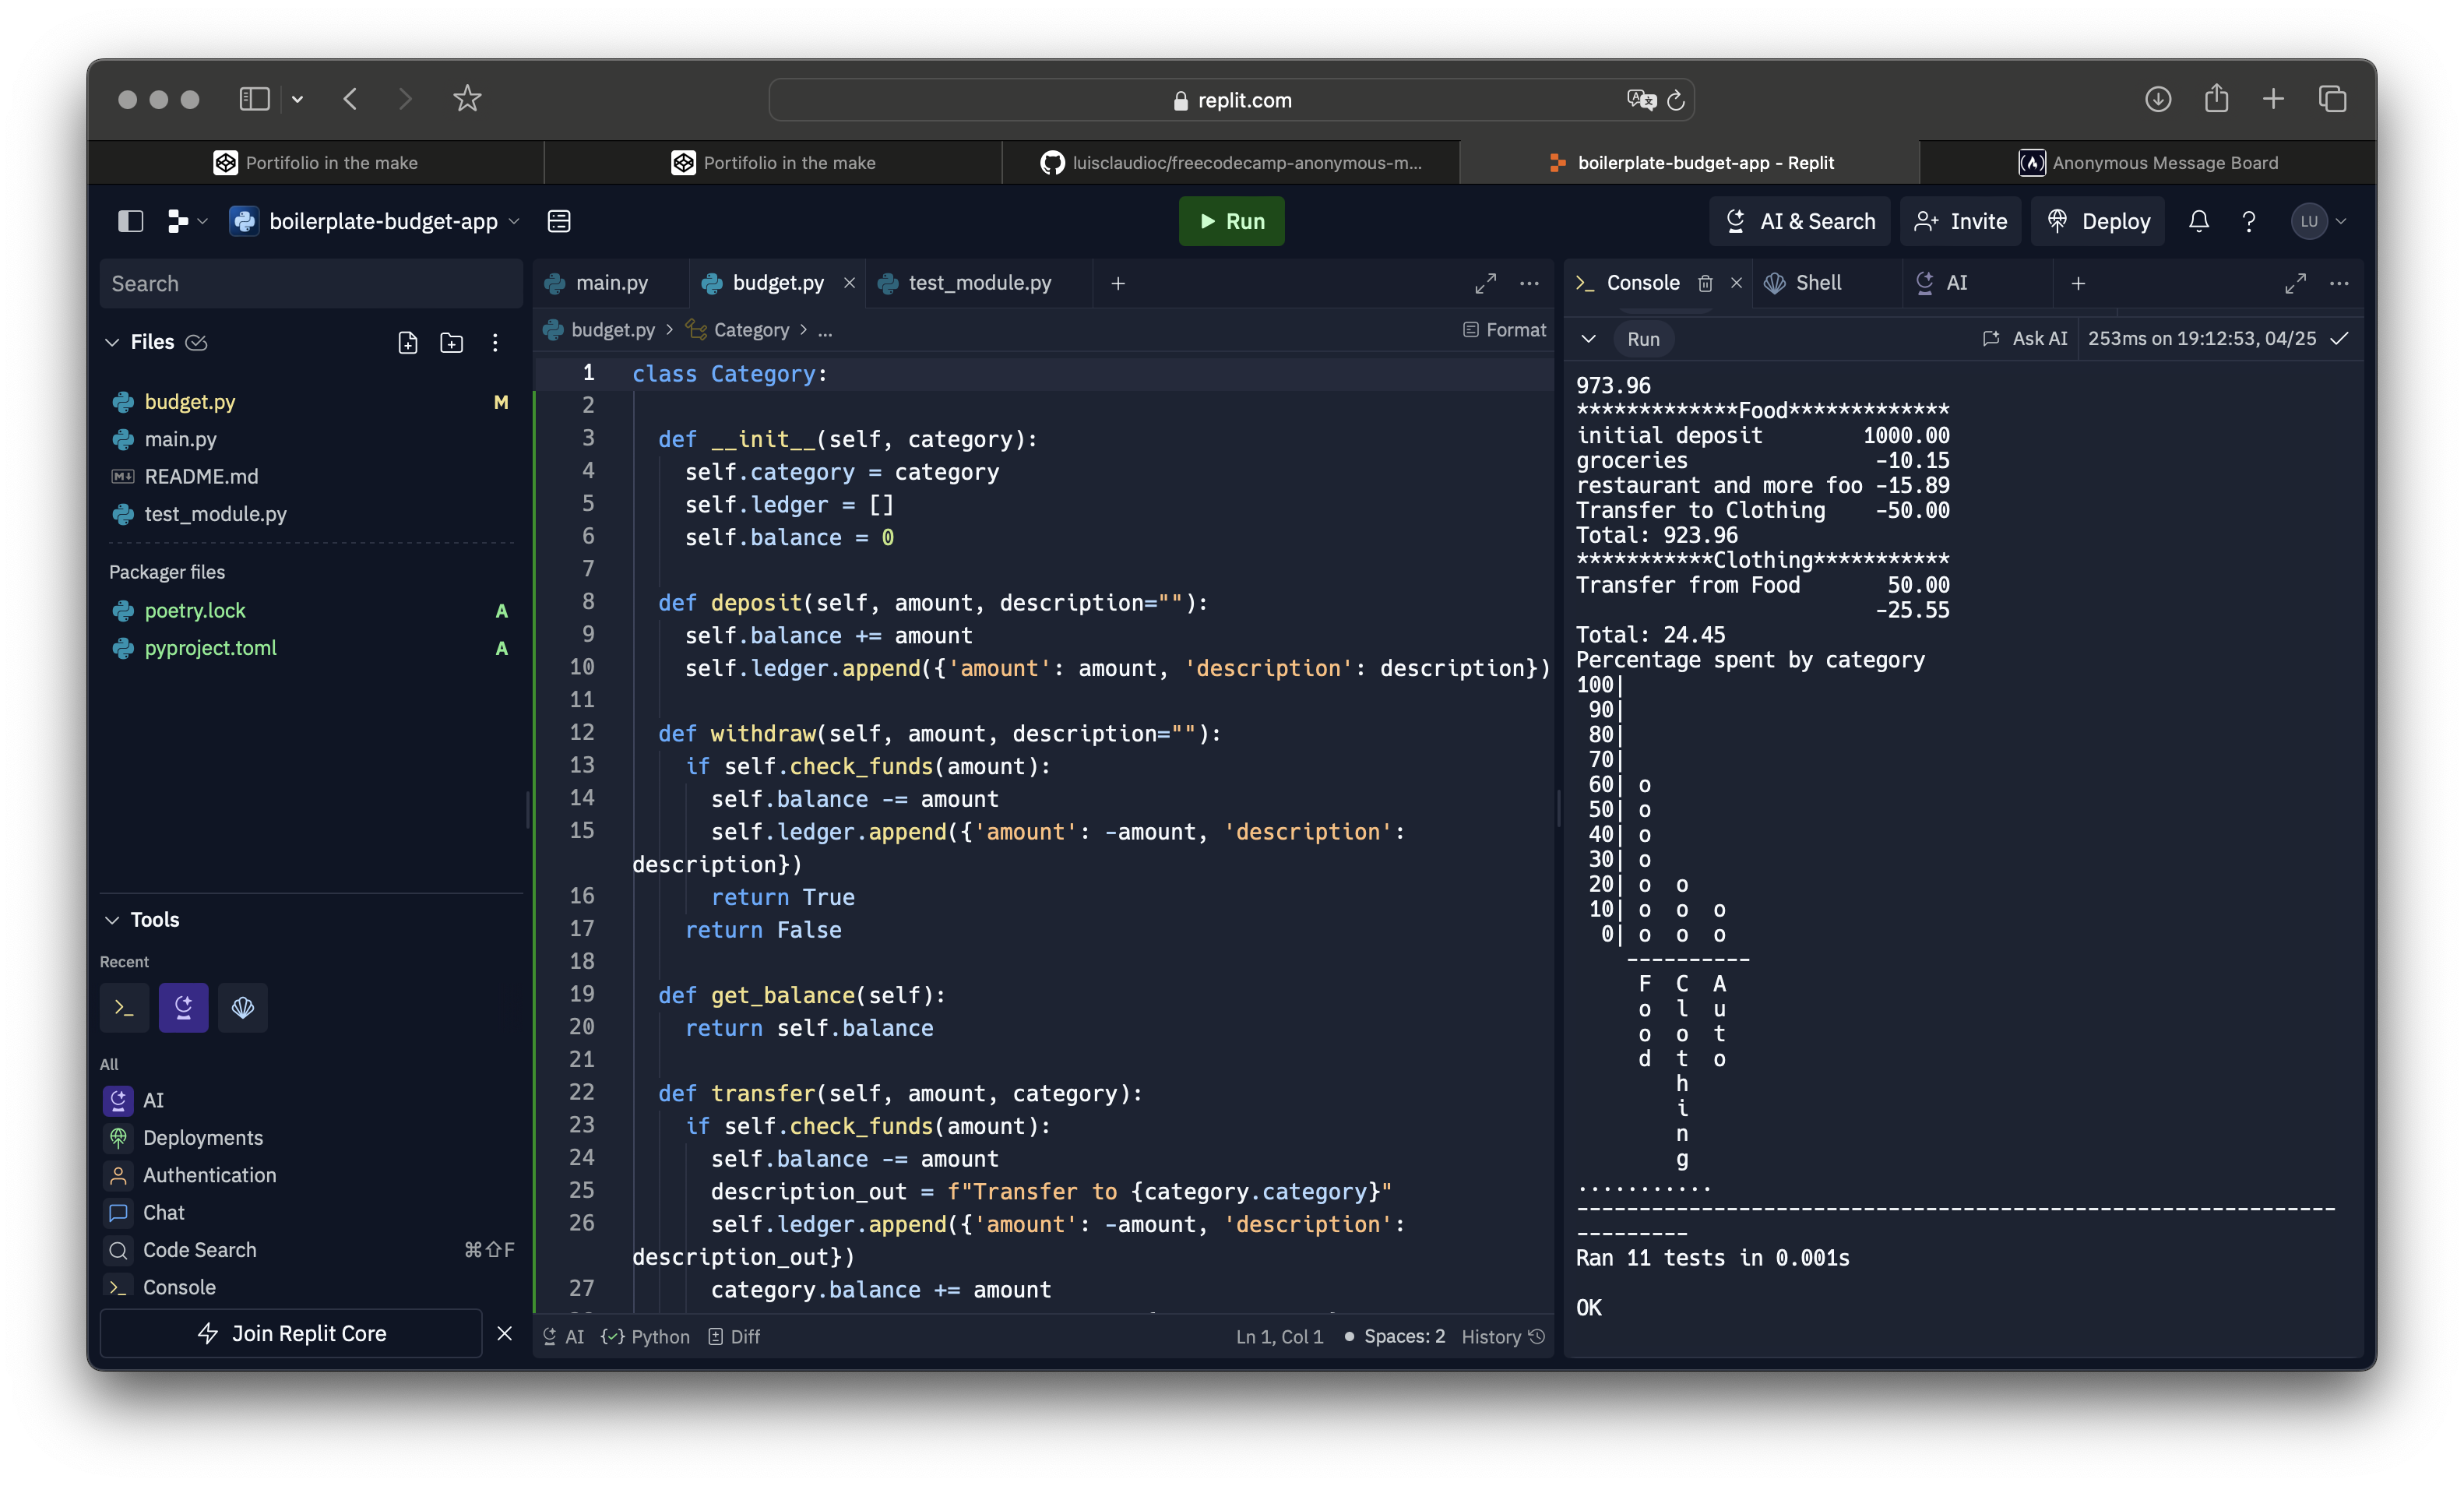 replit.com
Portifolio in the make
Portifolio in the make
luisclaudioc/freecodecamp-anonymous-m...
boilerplate-budget-app - Replit
Anonymous Message Board
boilerplate-budget-app
Run
AI & Search
Invite
Deploy
LU
Search
Files
budget.py M
main.py
README.md
test_module.py
Packager files
poetry.lock A
pyproject.toml A
Tools
Recent
All
AI
Deployments
Authentication
Chat
Code Search ⌘⇧F
Console
Join Replit Core
main.py
budget.py
test_module.py
budget.py > Category > ...
Format
1 class Category:
2
3 def __init__(self, category):
4 self.category = category
5 self.ledger = []
6 self.balance = 0
7
8 def deposit(self, amount, description=""):
9 self.balance += amount
10 self.ledger.append({'amount': amount, 'description': description})
11
12 def withdraw(self, amount, description=""):
13 if self.check_funds(amount):
14 self.balance -= amount
15 self.ledger.append({'amount': -amount, 'description':
description})
16 return True
17 return False
18
19 def get_balance(self):
20 return self.balance
21
22 def transfer(self, amount, category):
23 if self.check_funds(amount):
24 self.balance -= amount
25 description_out = f"Transfer to {category.category}"
26 self.ledger.append({'amount': -amount, 'description':
description_out})
27 category.balance += amount
AI
Python
Diff
Ln 1, Col 1
Spaces: 2
History
Console
Shell
AI
Run
Ask AI
253ms on 19:12:53, 04/25
973.96
*************Food*************
initial deposit        1000.00
groceries               -10.15
restaurant and more foo -15.89
Transfer to Clothing    -50.00
Total: 923.96
***********Clothing***********
Transfer from Food       50.00
                        -25.55
Total: 24.45
Percentage spent by category
100|
 90|
 80|
 70|
 60| o
 50| o
 40| o
 30| o
 20| o  o
 10| o  o  o
  0| o  o  o
    ----------
     F  C  A
     o  l  u
     o  o  t
     d  t  o
        h
        i
        n
        g
...........
-------------------------------------------------------------
---------
Ran 11 tests in 0.001s
OK